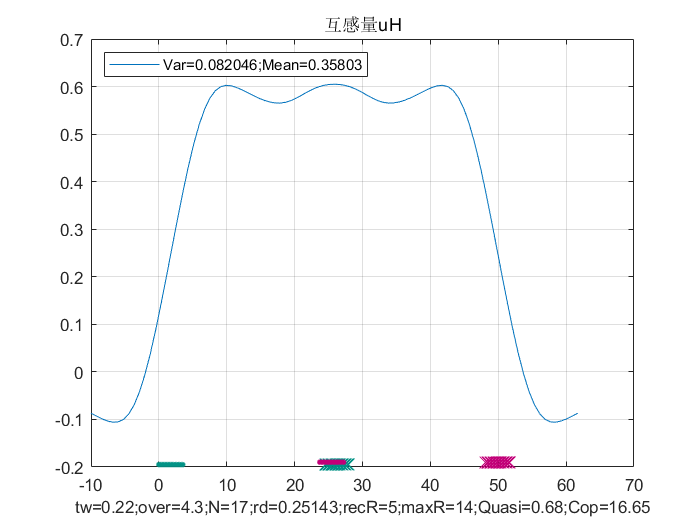 互感量uH
0.7
Var=0.082046;Mean=0.35803
0.6
0.5
0.4
0.3
0.2
0.1
0
-0.1
-0.2
-10 0 10 20 30 40 50 60 70
tw=0.22;over=4.3;N=17;rd=0.25143;recR=5;maxR=14;Quasi=0.68;Cop=16.65